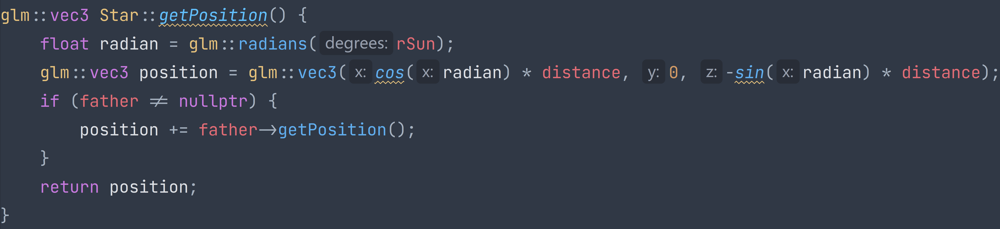 glm::vec3 Star::getPosition() {
    float radian = glm::radians(degrees: rSun);
    glm::vec3 position = glm::vec3(x: cos(x: radian) * distance, y: 0, z: -sin(x: radian) * distance);
    if (father != nullptr) {
        position += father->getPosition();
    }
    return position;
}